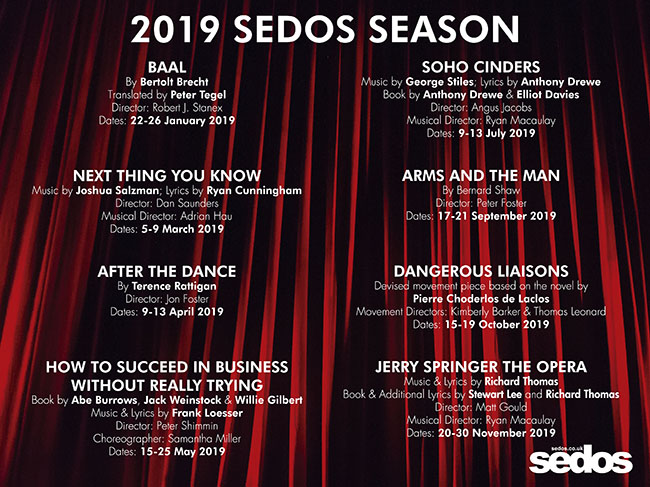 2019 SEDOS SEASON
BAAL
By Bertolt Brecht
Translated by Peter Tegel
Director: Robert J. Stanex
Dates: 22-26 January 2019
NEXT THING YOU KNOW
Music by Joshua Salzman; Lyrics by Ryan Cunningham
Director: Dan Saunders
Musical Director: Adrian Hau
Dates: 5-9 March 2019
AFTER THE DANCE
By Terence Rattigan
Director: Jon Foster
Dates: 9-13 April 2019
HOW TO SUCCEED IN BUSINESS
WITHOUT REALLY TRYING
Book by Abe Burrows, Jack Weinstock & Willie Gilbert
Music & Lyrics by Frank Loesser
Director: Peter Shimmin
Choreographer: Samantha Miller
Dates: 15-25 May 2019
SOHO CINDERS
Music by George Stiles; Lyrics by Anthony Drewe
Book by Anthony Drewe & Elliot Davies
Director: Angus Jacobs
Musical Director: Ryan Macaulay
Dates: 9-13 July 2019
ARMS AND THE MAN
By Bernard Shaw
Director: Peter Foster
Dates: 17-21 September 2019
DANGEROUS LIAISONS
Devised movement piece based on the novel by
Pierre Choderlos de Laclos
Movement Directors: Kimberly Barker & Thomas Leonard
Dates: 15-19 October 2019
JERRY SPRINGER THE OPERA
Music & Lyrics by Richard Thomas
Book & Additional Lyrics by Stewart Lee and Richard Thomas
Director: Matt Gould
Musical Director: Ryan Macaulay
Dates: 20-30 November 2019
sedos.co.uk
sedos